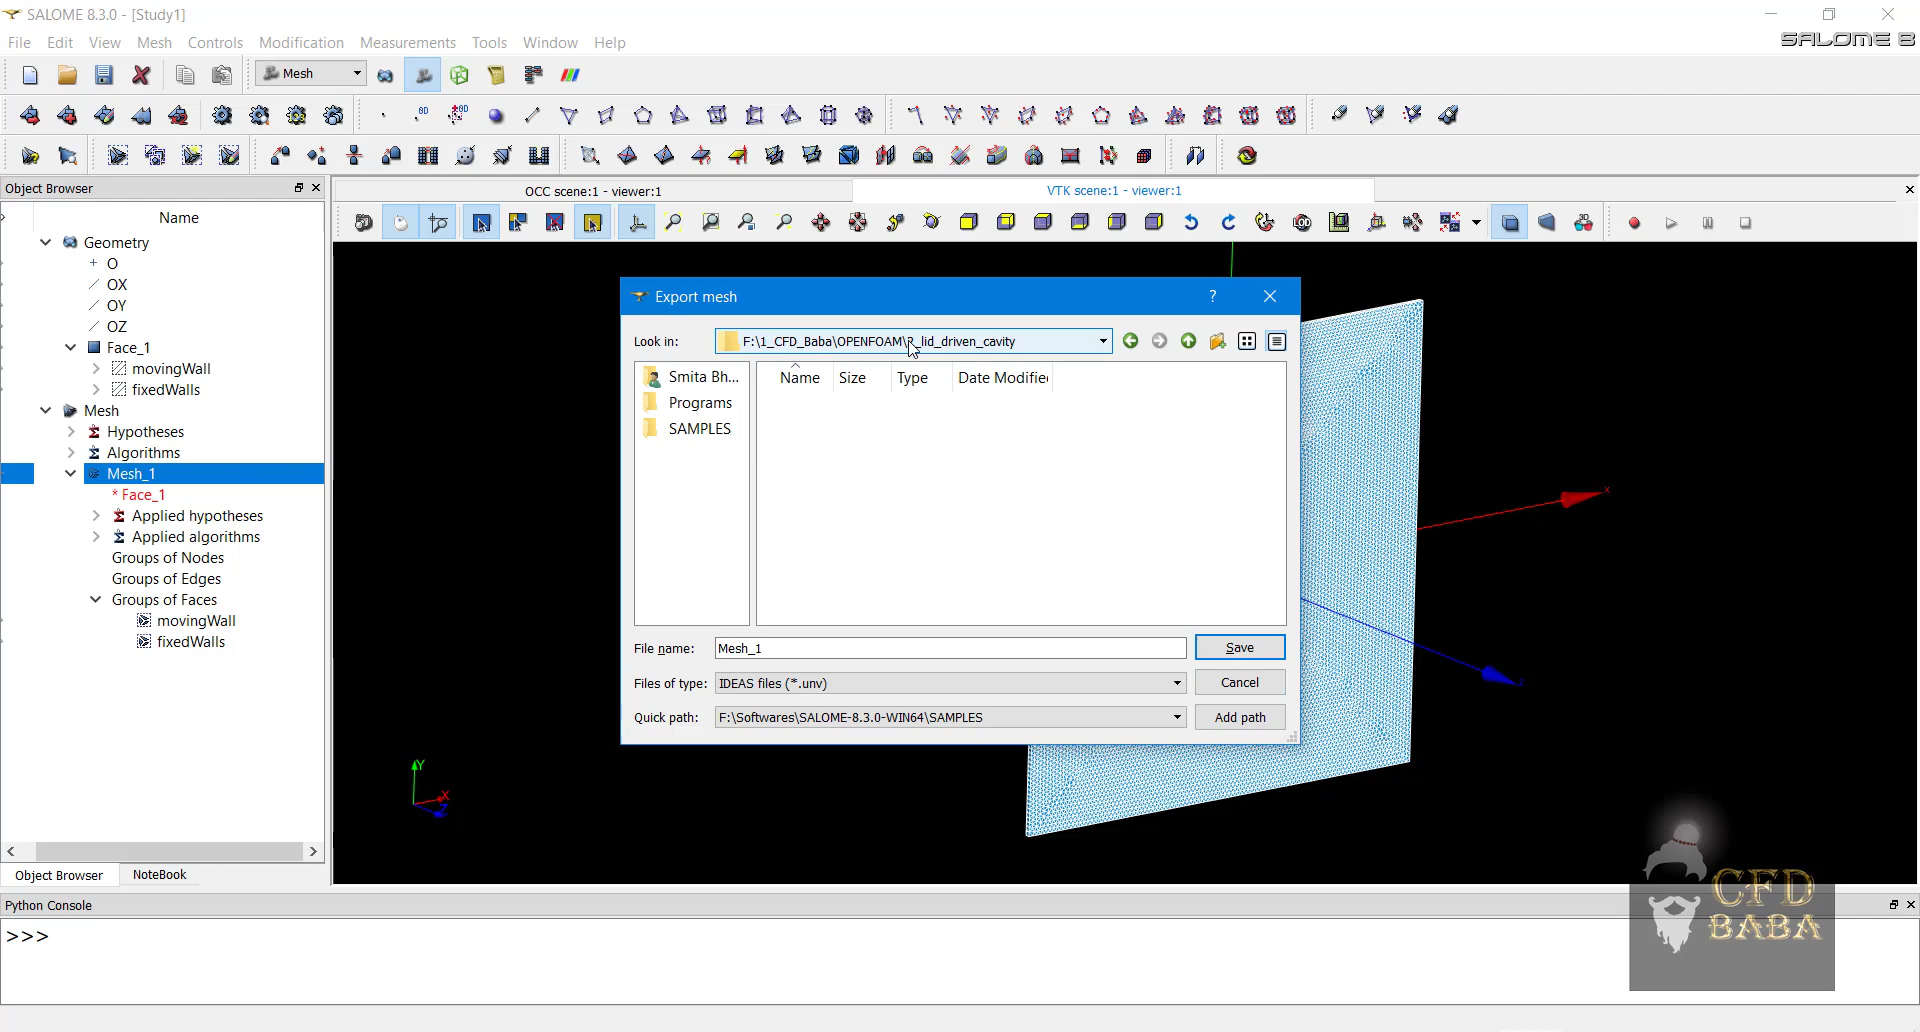 SALOME 8.3.0 - [Study1]
File Edit View Mesh Controls Modification Measurements Tools Window Help
SALOME 8
Mesh
0D
0D
Object Browser
OCC scene:1 - viewer:1
VTK scene:1 - viewer:1
Name
Geometry
O
OX
OY
OZ
Face_1
movingWall
fixedWalls
Mesh
Hypotheses
Algorithms
Mesh_1
* Face_1
Applied hypotheses
Applied algorithms
Groups of Nodes
Groups of Edges
Groups of Faces
movingWall
fixedWalls
Export mesh
?
Look in:
Smita Bh...
Programs
SAMPLES
Name Size Type Date Modified
File name: Mesh_1 Save
Files of type: IDEAS files (*.unv) Cancel
Quick path: F:\Softwares\SALOME-8.3.0-WIN64\SAMPLES Add path
X
Y
X
Z
Object Browser NoteBook
Python Console
>>>
CFD
BABA